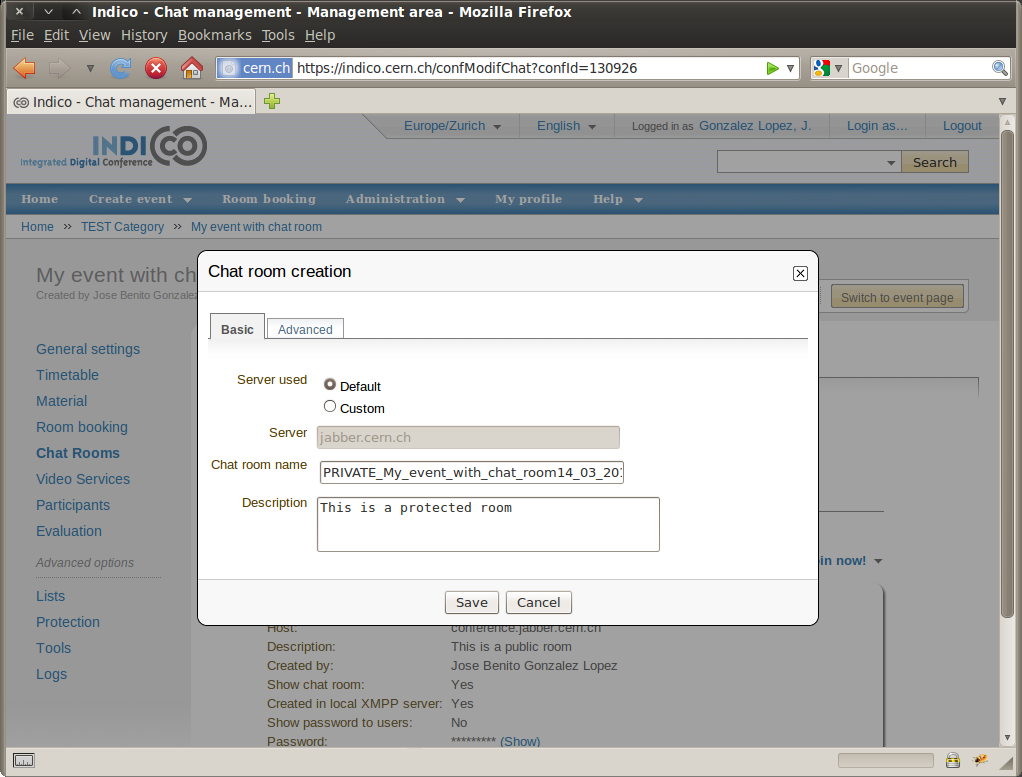 Indico - Chat management - Management area - Mozilla Firefox
File Edit View History Bookmarks Tools Help
cern.ch https://indico.cern.ch/confModifChat?confId=130926 Google
Indico - Chat management - Ma...
Europe/Zurich English Logged in as Gonzalez Lopez, J. Login as... Logout
INDICO
Integrated Digital Conference
Search
Home Create event Room booking Administration My profile Help
Home » TEST Category » My event with chat room
My event with ch
Created by Jose Benito Gonzalez
Switch to event page
Chat room creation
Basic Advanced
General settings
Timetable
Material
Room booking
Chat Rooms
Video Services
Participants
Evaluation
Advanced options
Lists
Protection
Tools
Logs
Server used Default
Custom
Server jabber.cern.ch
Chat room name PRIVATE_My_event_with_chat_room14_03_20
Description This is a protected room
in now!
Save Cancel
Host: conference.jabber.cern.ch
Description: This is a public room
Created by: Jose Benito Gonzalez Lopez
Show chat room: Yes
Created in local XMPP server: Yes
Show password to users: No
Password: ********* (Show)